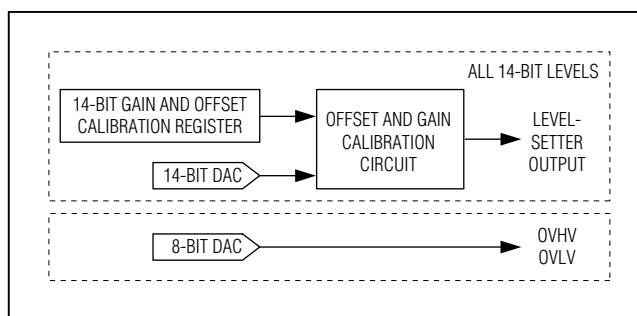 ALL 14-BIT LEVELS
14-BIT GAIN AND OFFSET
CALIBRATION REGISTER
OFFSET AND GAIN
CALIBRATION
CIRCUIT
LEVEL-
SETTER
OUTPUT
14-BIT DAC
8-BIT DAC
OVHV
OVLV